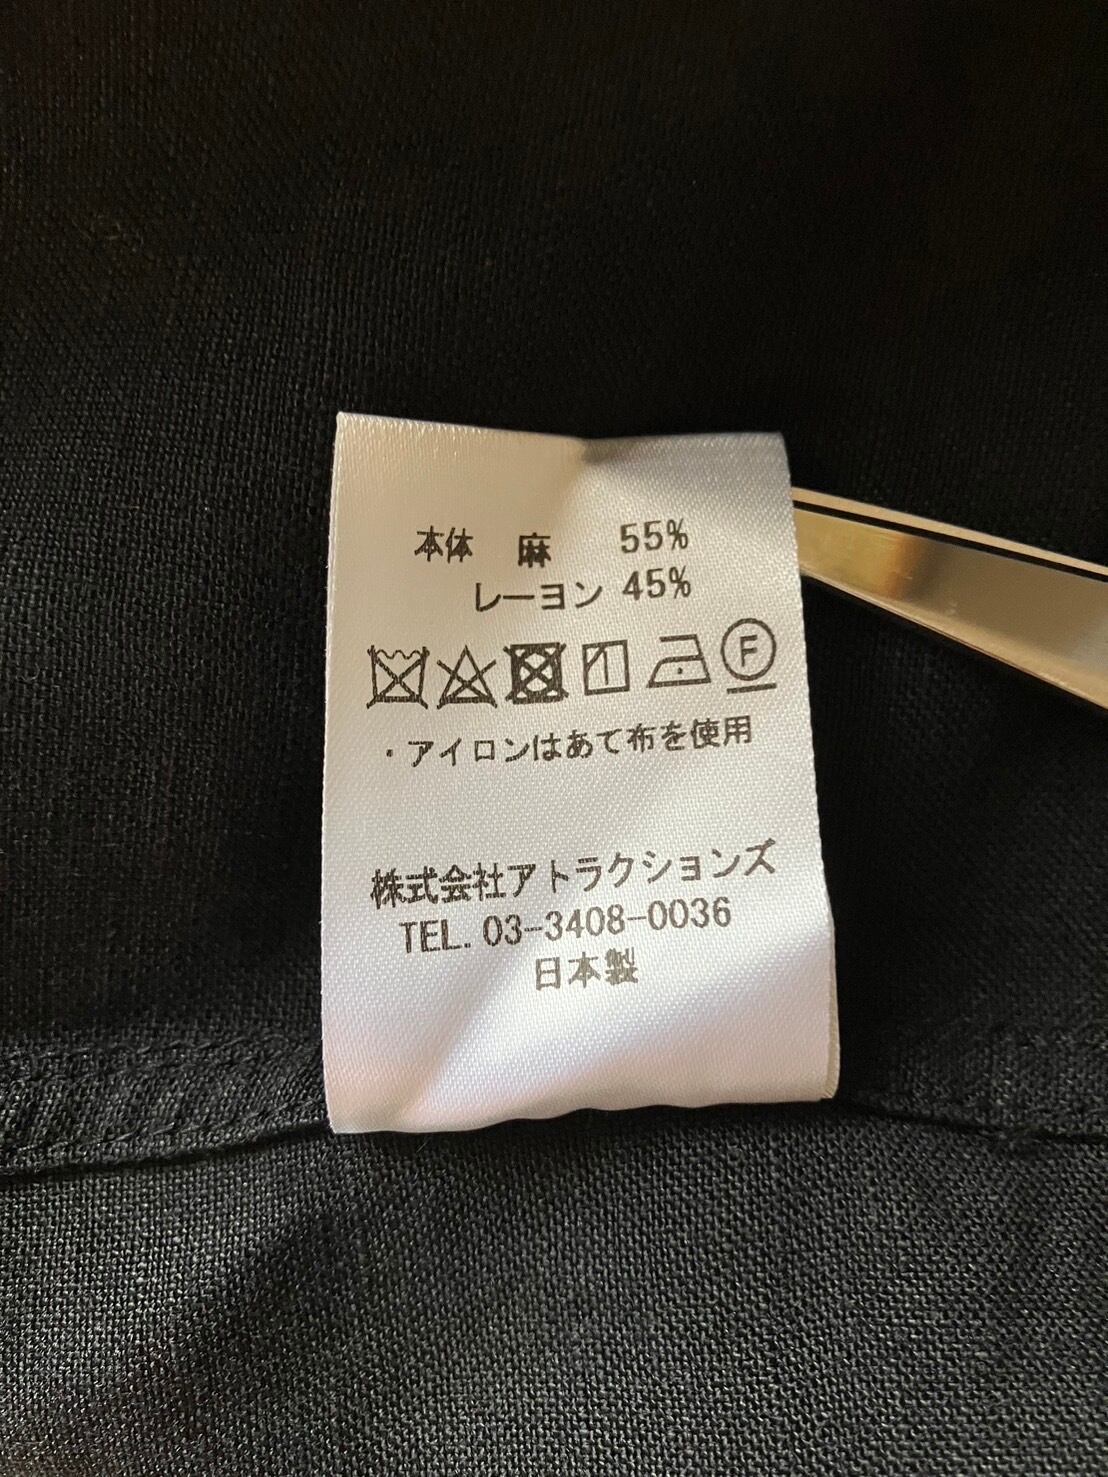 本体 麻 55%
レーヨン 45%
F
・アイロンはあて布を使用
株式会社アトラクションズ
TEL. 03-3408-0036
日本製